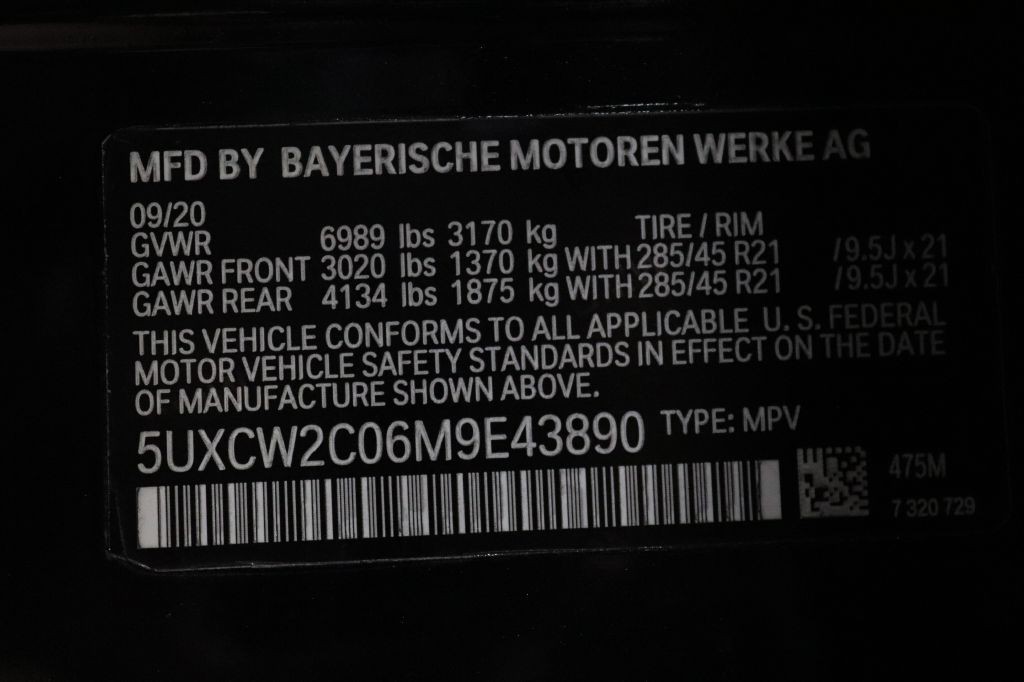 MFD BY BAYERISCHE MOTOREN WERKE AG
09/20
GVWR 6989 lbs 3170 kg TIRE / RIM
GAWR FRONT 3020 lbs 1370 kg WITH 285/45 R21 /9.5J x 21
GAWR REAR 4134 lbs 1875 kg WITH 285/45 R21 /9.5J x 21
THIS VEHICLE CONFORMS TO ALL APPLICABLE U. S. FEDERAL
MOTOR VEHICLE SAFETY STANDARDS IN EFFECT ON THE DATE
OF MANUFACTURE SHOWN ABOVE.
5UXCW2C06M9E43890 TYPE: MPV
475M
7 320 729